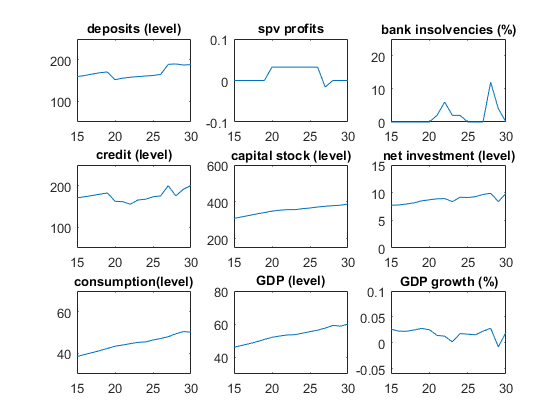 deposits (level) spv profits bank insolvencies (%)
200 0.1 20
100 0 10
-0.1 0
15 20 25 30 15 20 25 30 15 20 25 30
credit (level) capital stock (level) net investment (level)
200 600 15
100 400 10
200 5
0
15 20 25 30 15 20 25 30 15 20 25 30
consumption(level) GDP (level) GDP growth (%)
60 80 0.1
40 60 0.05
40 0
-0.05
15 20 25 30 15 20 25 30 15 20 25 30